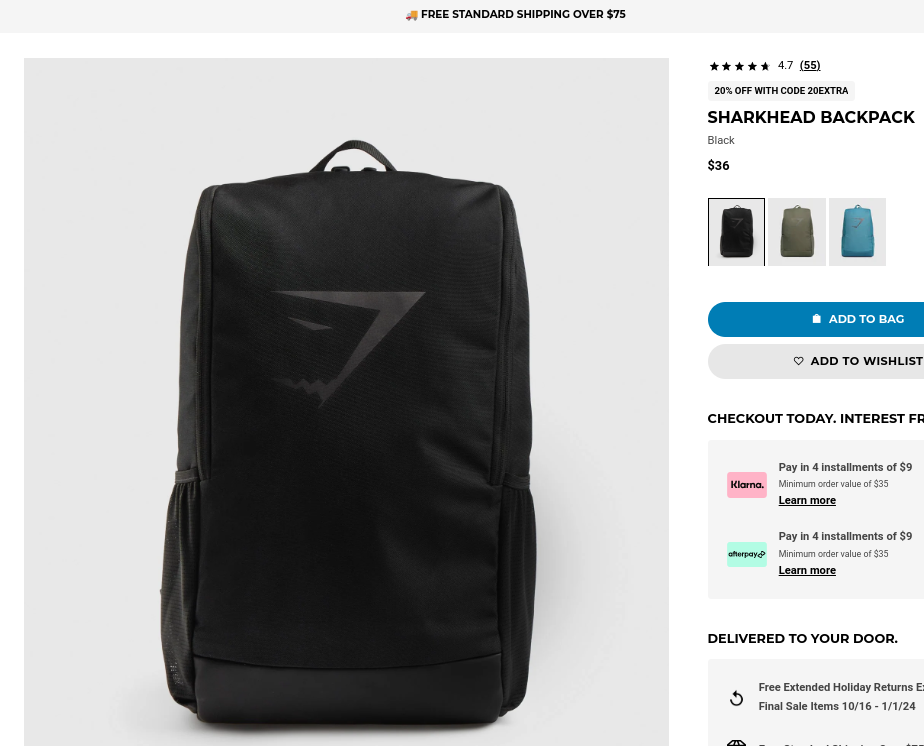 🚚 FREE STANDARD SHIPPING OVER $75
4.7 (55)
20% OFF WITH CODE 20EXTRA
SHARKHEAD BACKPACK
Black
$36
ADD TO BAG
ADD TO WISHLIST
CHECKOUT TODAY. INTEREST FR
Klarna.
Pay in 4 installments of $9
Minimum order value of $35
Learn more
afterpay
Pay in 4 installments of $9
Minimum order value of $35
Learn more
DELIVERED TO YOUR DOOR.
Free Extended Holiday Returns E
Final Sale Items 10/16 - 1/1/24